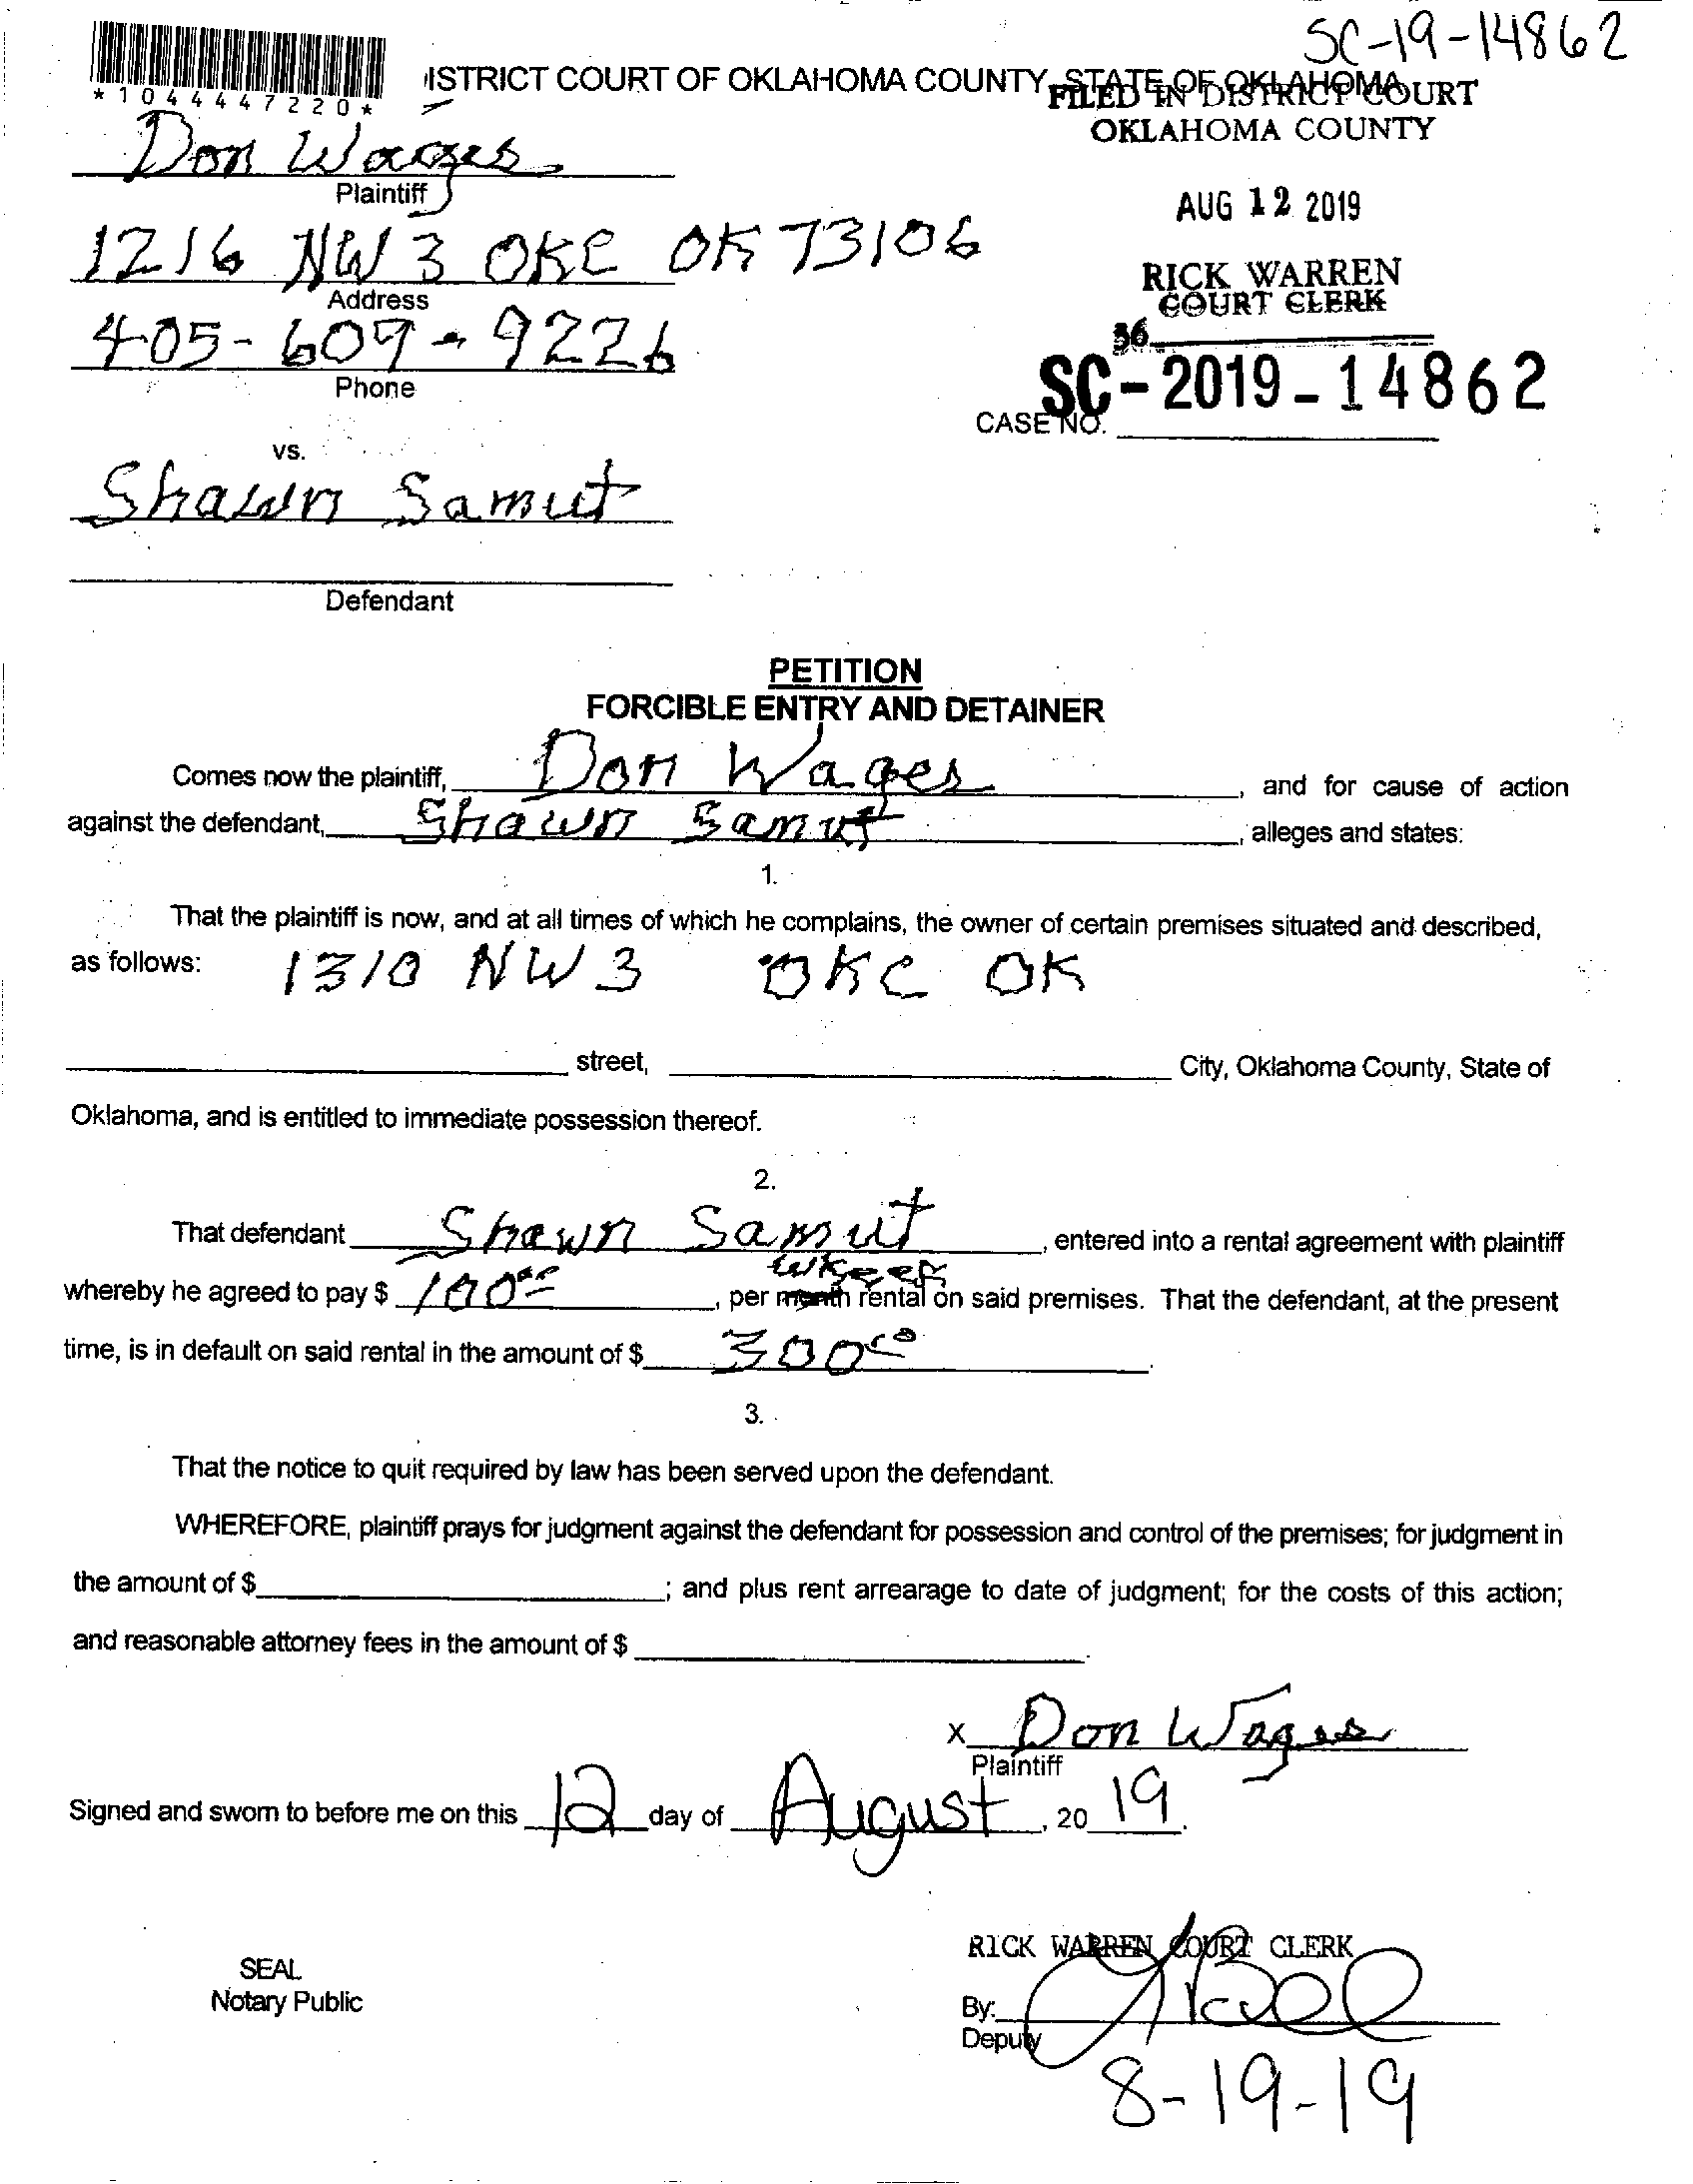 SC-19-14862
*1044447220*
ISTRICT COURT OF OKLAHOMA COUNTY, STATE OF OKLAHOMA
FILED IN DISTRICT COURT
OKLAHOMA COUNTY
Don Wages
Plaintiff
AUG 12 2019
1216 NW 3 OKC OK 73106
Address
RICK WARREN
COURT CLERK
405-609-9226
Phone
36
SC-2019-14862
CASE NO.
vs.
Shawn Samut
Defendant
PETITION
FORCIBLE ENTRY AND DETAINER
Comes now the plaintiff, Don Wages, and for cause of action
against the defendant, Shawn Samut, alleges and states:
1.
That the plaintiff is now, and at all times of which he complains, the owner of certain premises situated and described,
as follows: 1310 NW 3 OKC OK
street, City, Oklahoma County, State of
Oklahoma, and is entitled to immediate possession thereof.
2.
That defendant Shawn Samut, entered into a rental agreement with plaintiff
whereby he agreed to pay $ 100 00, per month rental on said premises. That the defendant, at the present
time, is in default on said rental in the amount of $ 300 00.
3.
That the notice to quit required by law has been served upon the defendant.
WHEREFORE, plaintiff prays for judgment against the defendant for possession and control of the premises; for judgment in
the amount of $ ; and plus rent arrearage to date of judgment; for the costs of this action;
and reasonable attorney fees in the amount of $ .
x Don Wages
Plaintiff
Signed and sworn to before me on this 12 day of August, 20 19.
RICK WARREN COURT CLERK
SEAL
Notary Public
By:
Deputy
8-19-19